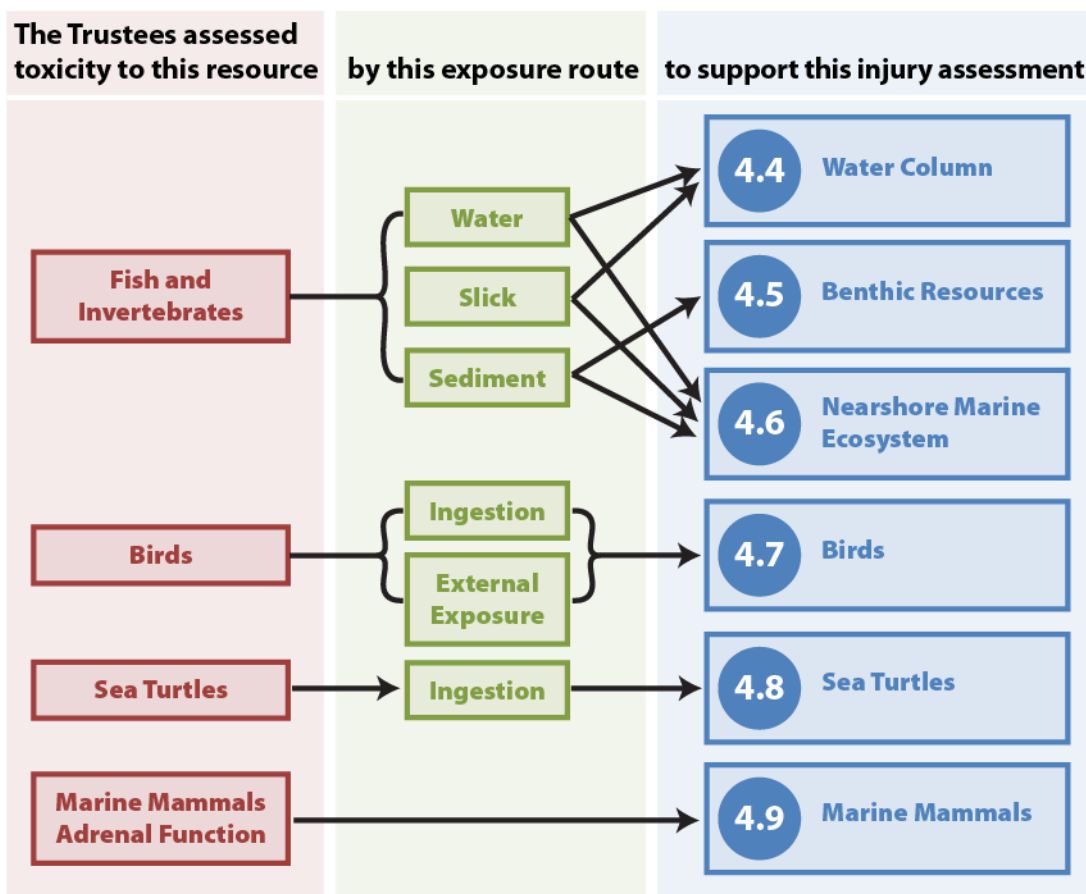 The Trustees assessed
toxicity to this resource
by this exposure route
to support this injury assessment
Fish and
Invertebrates
Water
Slick
Sediment
4.4
Water Column
4.5
Benthic Resources
4.6
Nearshore Marine
Ecosystem
Birds
Ingestion
External
Exposure
4.7
Birds
Sea Turtles
Ingestion
4.8
Sea Turtles
Marine Mammals
Adrenal Function
4.9
Marine Mammals